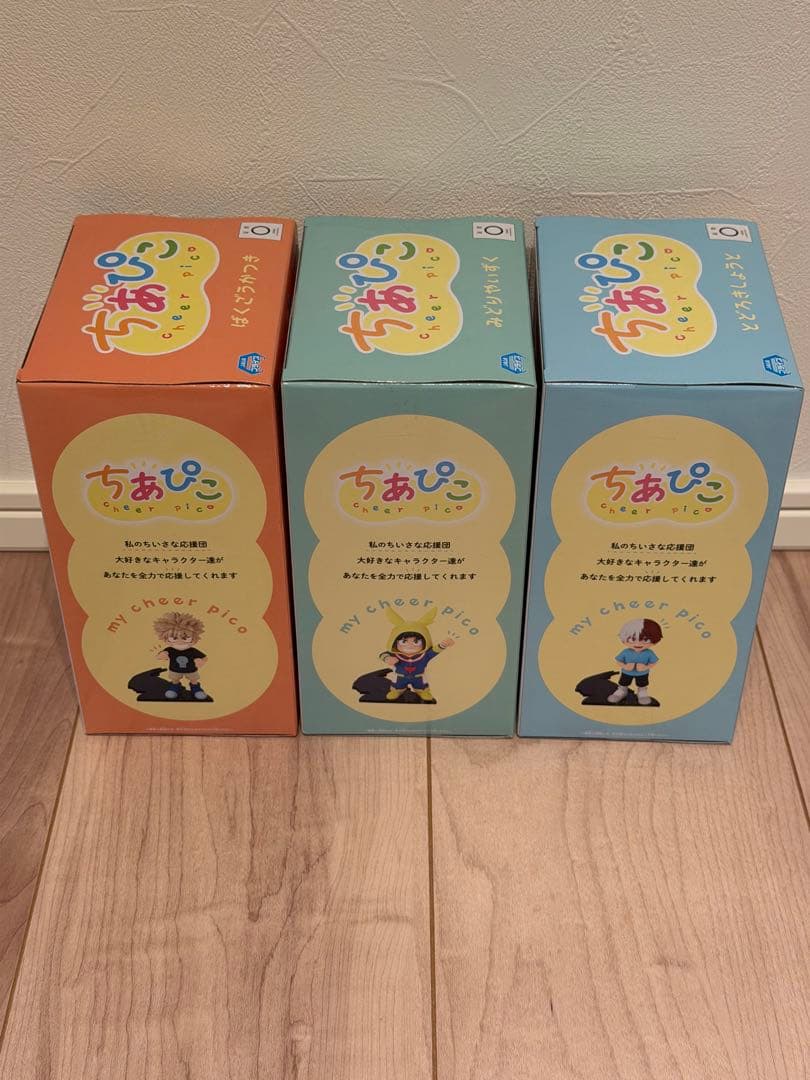 ちあぴこ
cheer pico
ばくごうかつき
ちあぴこ
cheer pico
私のちいさな応援団
大好きなキャラクター達が
あなたを全力で応援してくれます
my cheer pico
ちあぴこ
cheer pico
みどりやいずく
ちあぴこ
cheer pico
私のちいさな応援団
大好きなキャラクター達が
あなたを全力で応援してくれます
my cheer pico
ちあぴこ
cheer pico
とどろきしょうと
ちあぴこ
cheer pico
私のちいさな応援団
大好きなキャラクター達が
あなたを全力で応援してくれます
my cheer pico